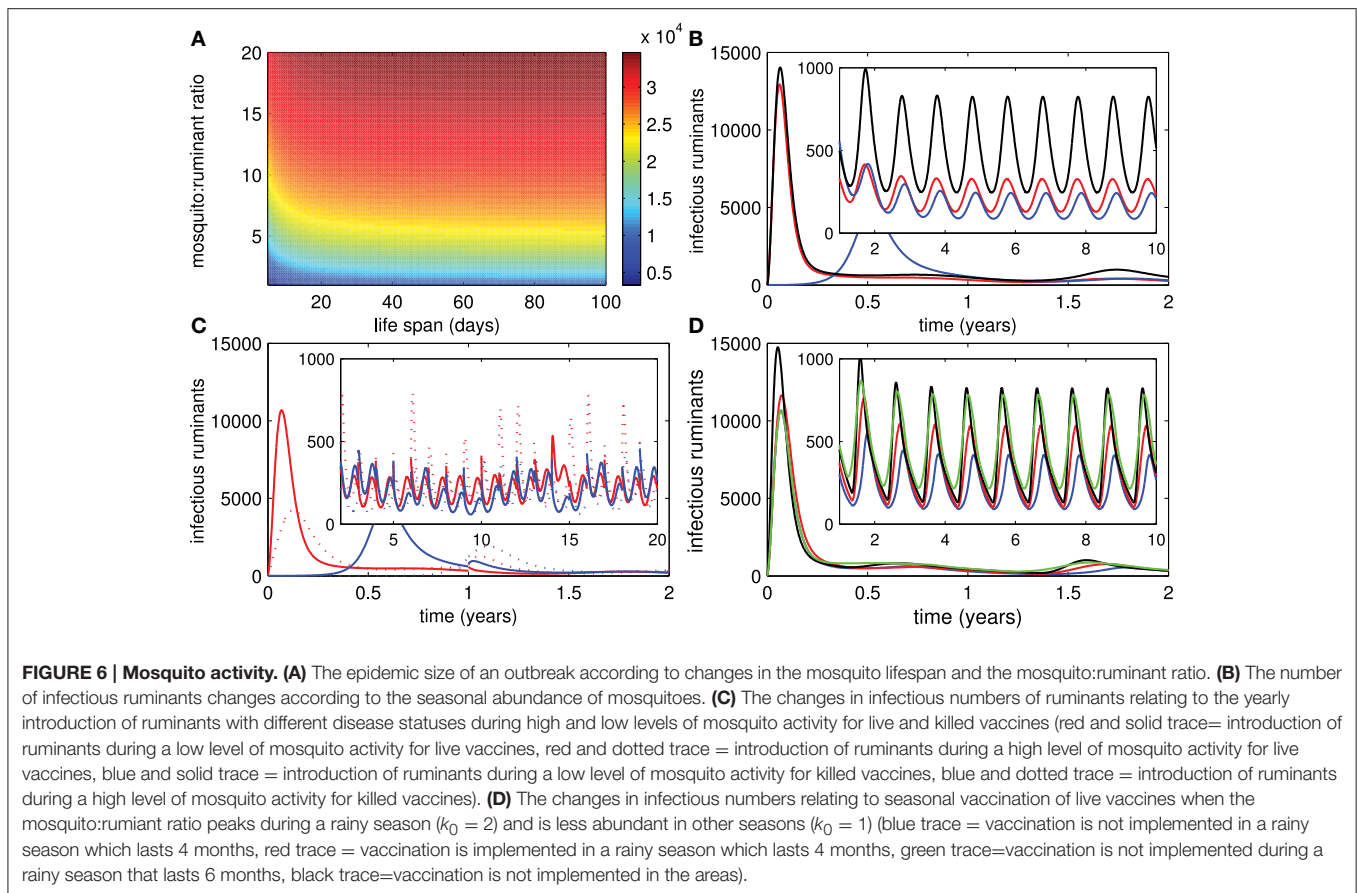 A
x 10⁴
mosquito:ruminant ratio
20
15
10
5
20 40 60 80 100
life span (days)
3
2.5
2
1.5
1
0.5
B
infectious ruminants
15000
10000
5000
0
0 0.5 1 1.5 2
time (years)
1000
500
0
2 4 6 8 10
C
infectious ruminants
15000
10000
5000
0
0 0.5 1 1.5 2
time (years)
1000
500
0
5 10 15 20
D
infectious ruminants
15000
10000
5000
0
0 0.5 1 1.5 2
time (years)
1000
500
0
2 4 6 8 10
FIGURE 6 | Mosquito activity. (A) The epidemic size of an outbreak according to changes in the mosquito lifespan and the mosquito:ruminant ratio. (B) The number
of infectious ruminants changes according to the seasonal abundance of mosquitoes. (C) The changes in infectious numbers of ruminants relating to the yearly
introduction of ruminants with different disease statuses during high and low levels of mosquito activity for live and killed vaccines (red and solid trace= introduction of
ruminants during a low level of mosquito activity for live vaccines, red and dotted trace = introduction of ruminants during a high level of mosquito activity for live
vaccines, blue and solid trace = introduction of ruminants during a low level of mosquito activity for killed vaccines, blue and dotted trace = introduction of ruminants
during a high level of mosquito activity for killed vaccines). (D) The changes in infectious numbers relating to seasonal vaccination of live vaccines when the
mosquito:rumiant ratio peaks during a rainy season (k₀ = 2) and is less abundant in other seasons (k₀ = 1) (blue trace = vaccination is not implemented in a rainy
season which lasts 4 months, red trace = vaccination is implemented in a rainy season which lasts 4 months, green trace=vaccination is not implemented during a
rainy season that lasts 6 months, black trace=vaccination is not implemented in the areas).